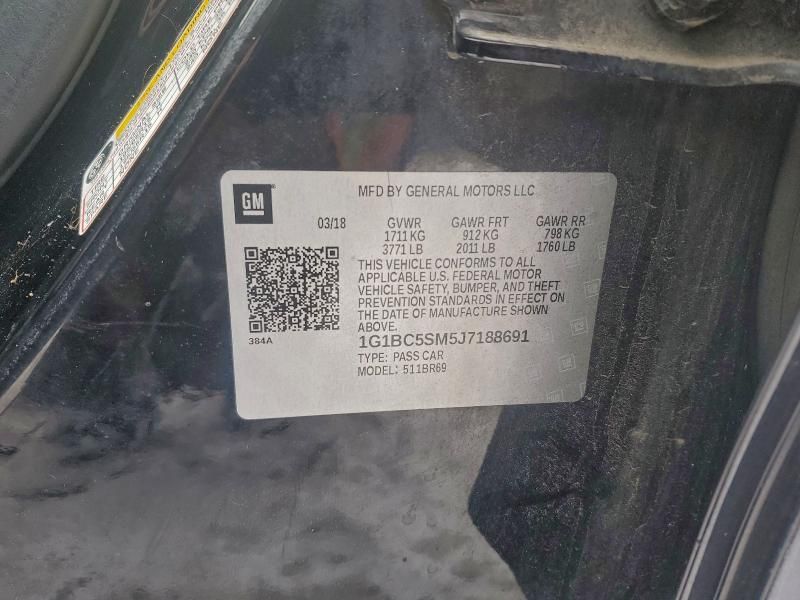 GM
MFD BY GENERAL MOTORS LLC
03/18 GVWR GAWR FRT GAWR RR
1711 KG 912 KG 798 KG
3771 LB 2011 LB 1760 LB
THIS VEHICLE CONFORMS TO ALL
APPLICABLE U.S. FEDERAL MOTOR
VEHICLE SAFETY, BUMPER, AND THEFT
PREVENTION STANDARDS IN EFFECT ON
THE DATE OF MANUFACTURE SHOWN
ABOVE.
384A
1G1BC5SM5J7188691
TYPE: PASS CAR
MODEL: 511BR69